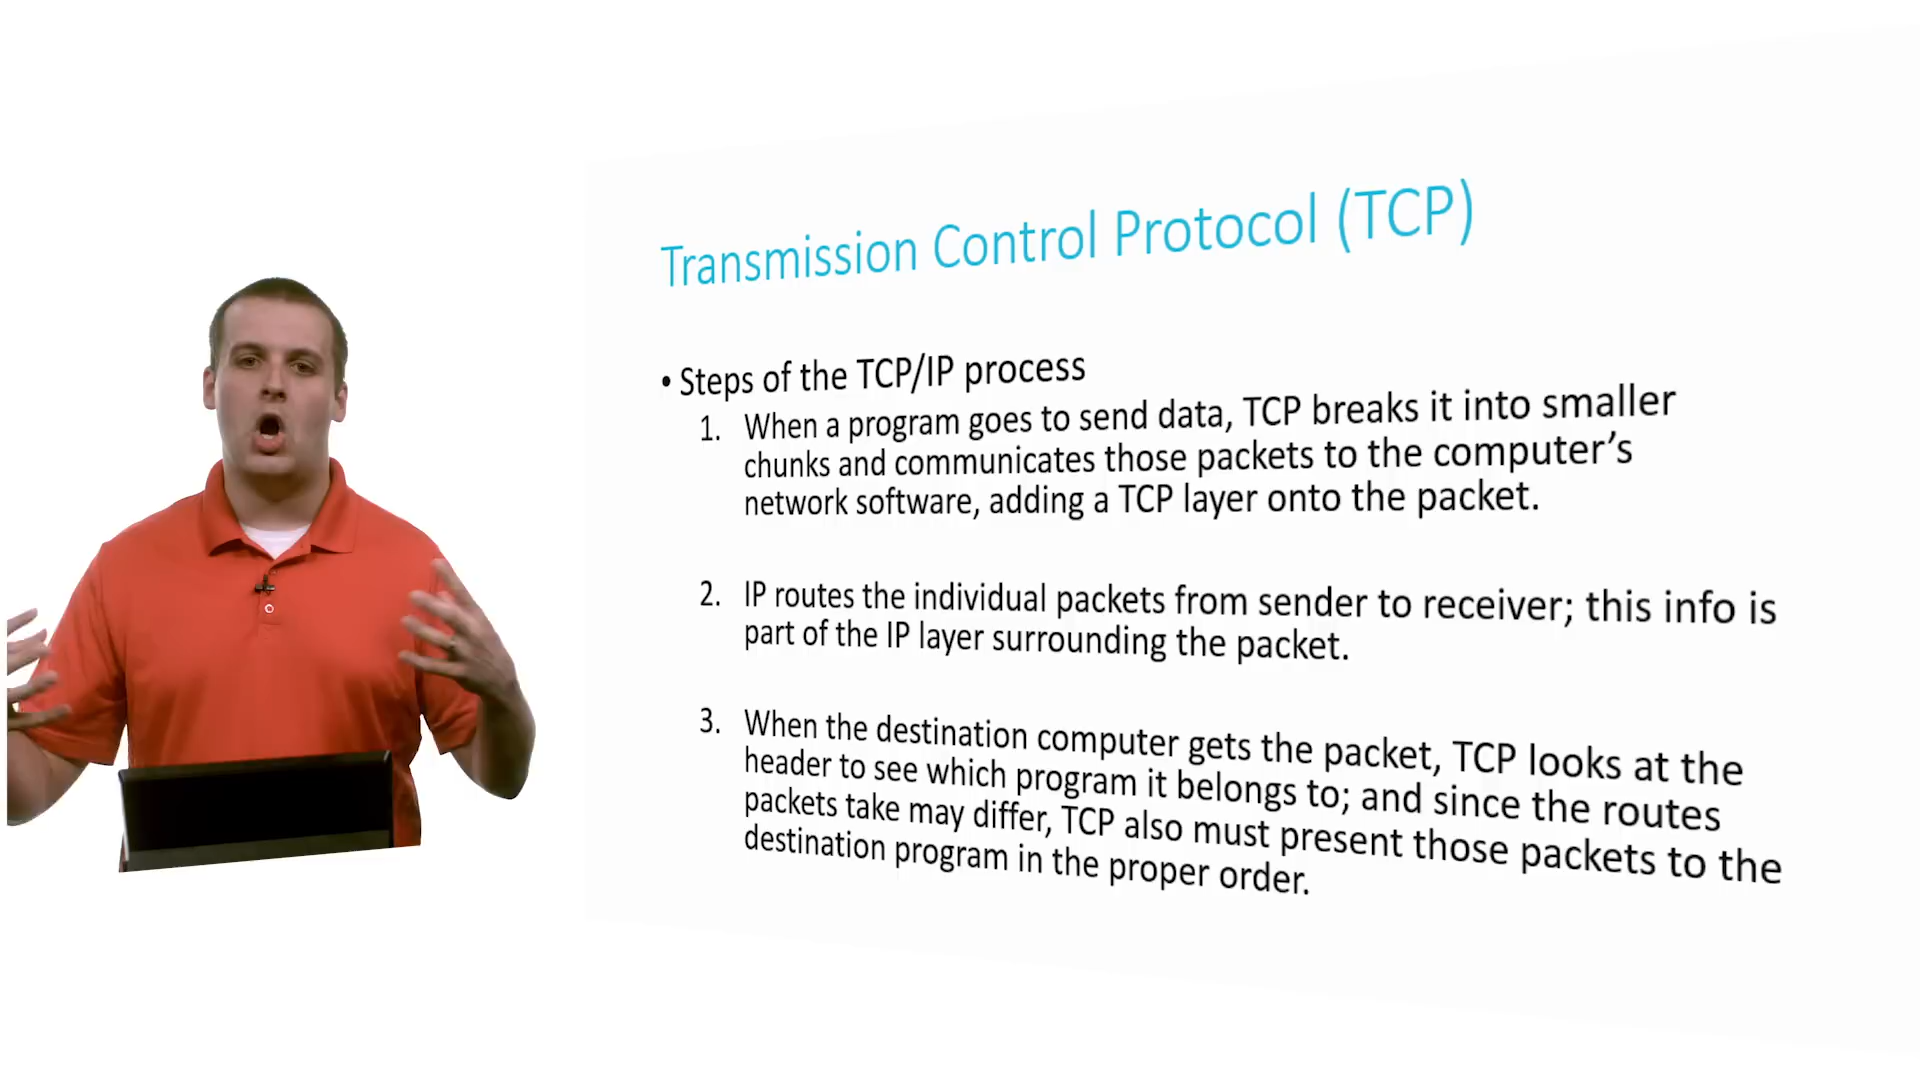 Transmission Control Protocol (TCP)
• Steps of the TCP/IP process
1. When a program goes to send data, TCP breaks it into smaller
chunks and communicates those packets to the computer’s
network software, adding a TCP layer onto the packet.
2. IP routes the individual packets from sender to receiver; this info is
part of the IP layer surrounding the packet.
3. When the destination computer gets the packet, TCP looks at the
header to see which program it belongs to; and since the routes
packets take may differ, TCP also must present those packets to the
destination program in the proper order.